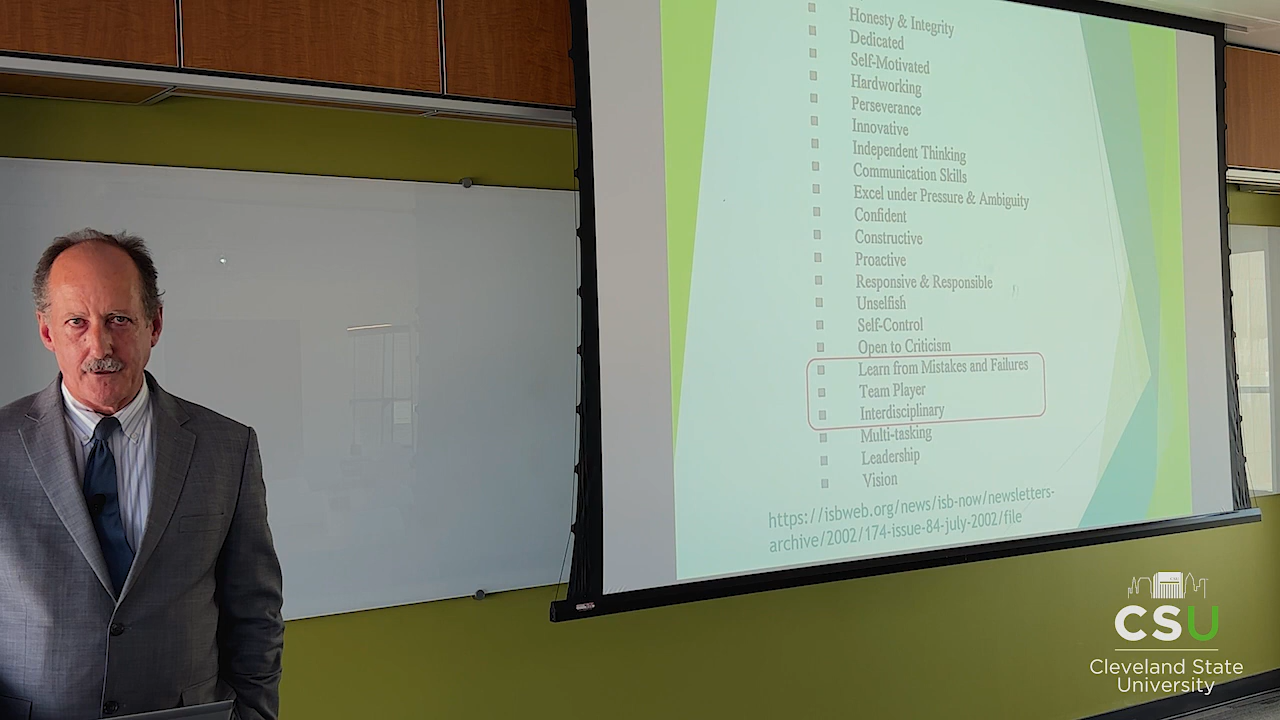 Honesty & Integrity
Dedicated
Self-Motivated
Hardworking
Perseverance
Innovative
Independent Thinking
Communication Skills
Excel under Pressure & Ambiguity
Confident
Constructive
Proactive
Responsive & Responsible
Unselfish
Self-Control
Open to Criticism
Learn from Mistakes and Failures
Team Player
Interdisciplinary
Multi-tasking
Leadership
Vision
https://isbweb.org/news/isb-now/newsletters-
archive/2002/174-issue-84-july-2002/file
CSU
Cleveland State
University